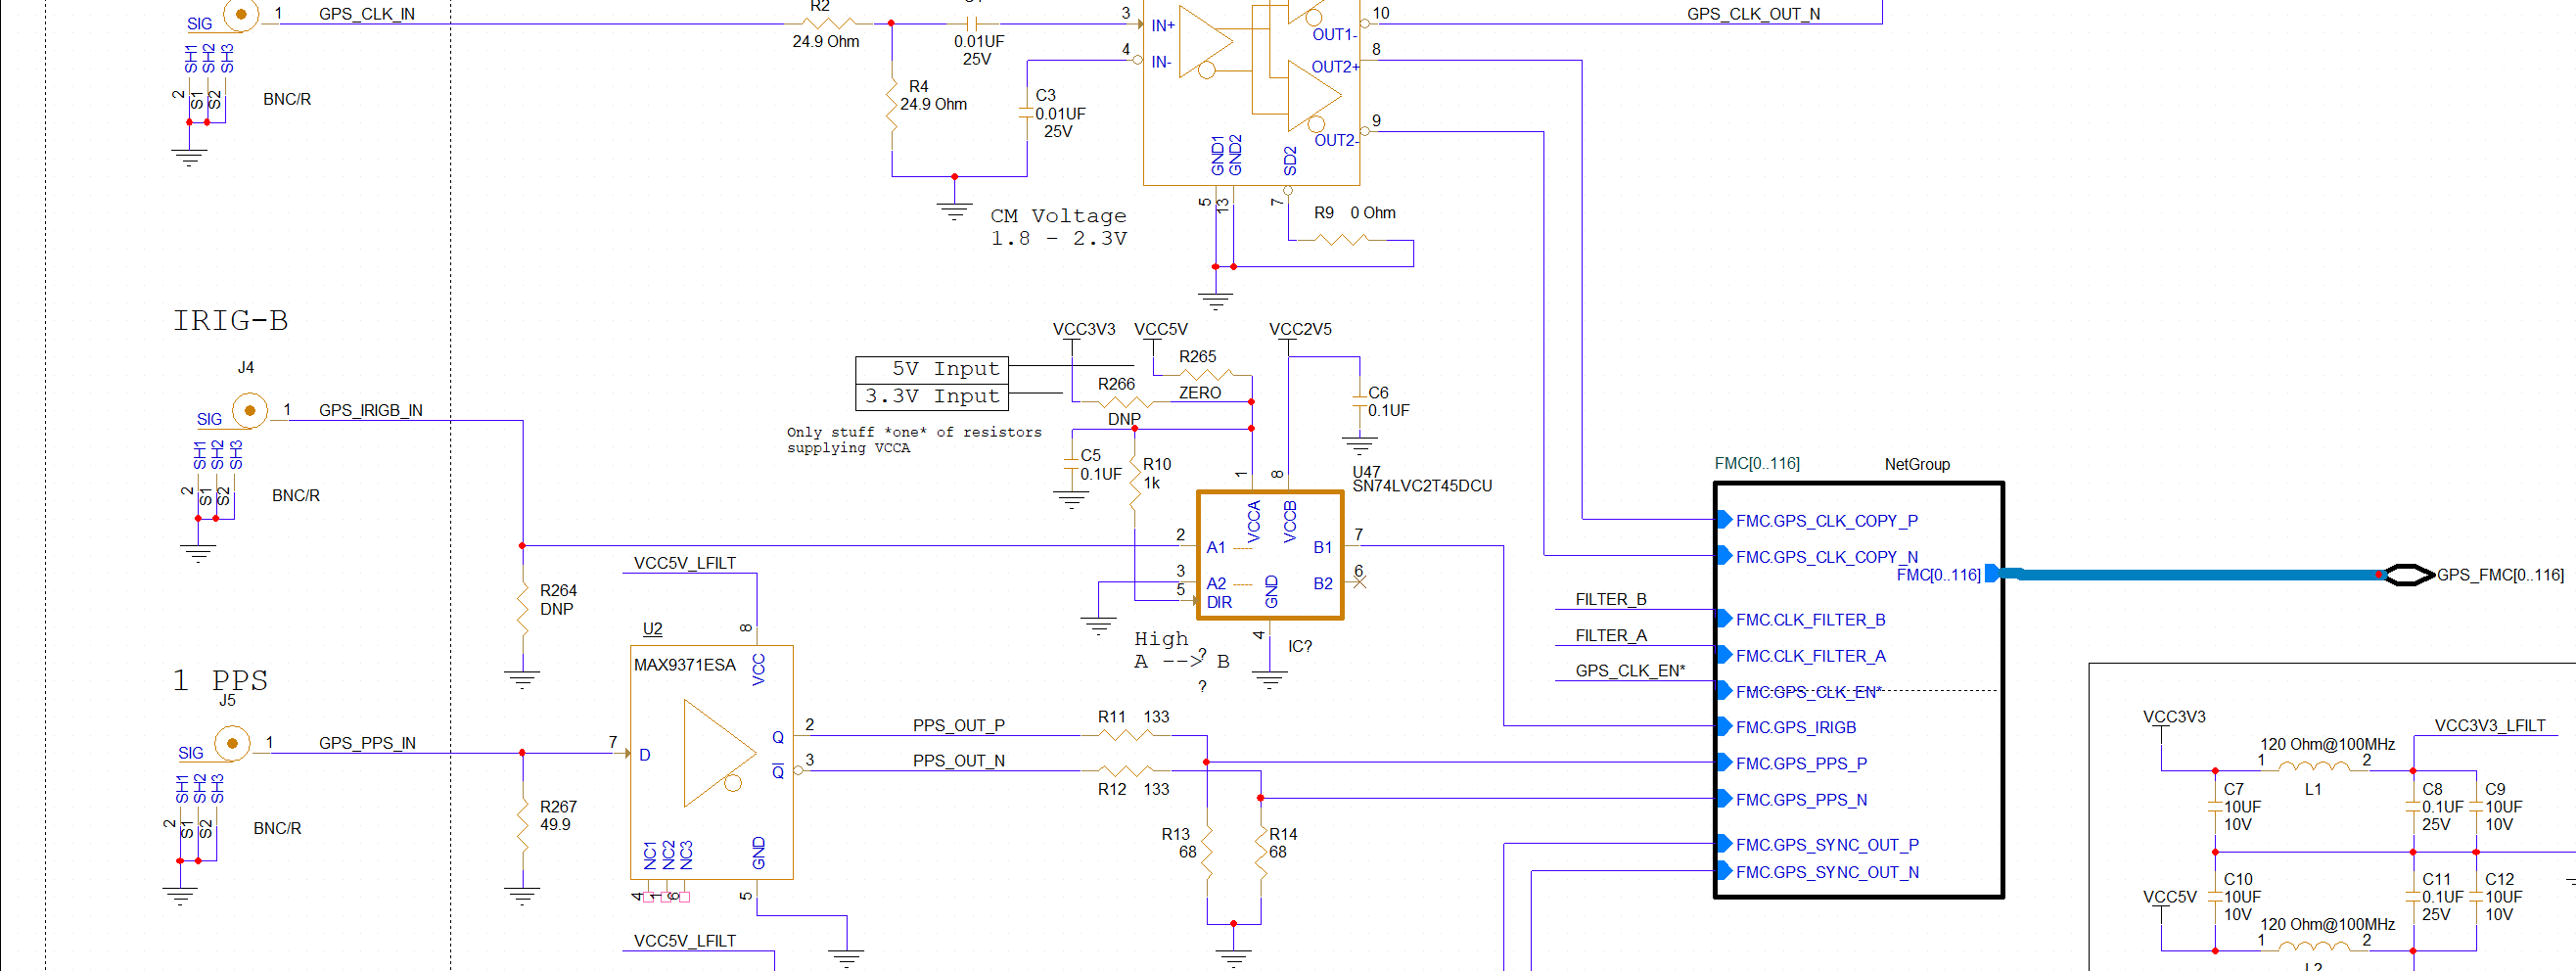 SIG
1
GPS_CLK_IN
SH1
SH2
SH3
2
S1
S2
BNC/R
R2
24.9 Ohm
R4
24.9 Ohm
0.01UF
25V
C3
0.01UF
25V
3
IN+
4
IN-
OUT1-
10
OUT2+
8
OUT2-
9
GND1
GND2
SD2
5
13
7
R9 0 Ohm
GPS_CLK_OUT_N
CM Voltage
1.8 - 2.3V
IRIG-B
J4
SIG
1
GPS_IRIGB_IN
SH1
SH2
SH3
2
S1
S2
BNC/R
VCC3V3
VCC5V
VCC2V5
5V Input
3.3V Input
R265
ZERO
R266
DNP
Only stuff *one* of resistors
supplying VCCA
C5
0.1UF
R10
1k
C6
0.1UF
U47
SN74LVC2T45DCU
1
8
VCCA
VCCB
2
A1
3
A2
5
DIR
GND
B1
7
B2
6
4
IC?
High
A --> B
?
?
R264
DNP
1 PPS
J5
SIG
1
GPS_PPS_IN
SH1
SH2
SH3
2
S1
S2
BNC/R
R267
49.9
VCC5V_LFILT
U2
MAX9371ESA
8
VCC
7
D
Q
2
Q
3
NC1
NC2
NC3
GND
4
1
6
5
VCC5V_LFILT
PPS_OUT_P
PPS_OUT_N
R11 133
R12 133
R13
68
R14
68
FMC[0..116]
NetGroup
FMC.GPS_CLK_COPY_P
FMC.GPS_CLK_COPY_N
FMC[0..116]
GPS_FMC[0..116]
FILTER_B
FMC.CLK_FILTER_B
FILTER_A
FMC.CLK_FILTER_A
GPS_CLK_EN*
FMC.GPS_CLK_EN*
FMC.GPS_IRIGB
FMC.GPS_PPS_P
FMC.GPS_PPS_N
FMC.GPS_SYNC_OUT_P
FMC.GPS_SYNC_OUT_N
VCC3V3
VCC3V3_LFILT
120 Ohm@100MHz
1
2
L1
C7
10UF
10V
C8
0.1UF
25V
C9
10UF
10V
VCC5V
C10
10UF
10V
C11
0.1UF
25V
C12
10UF
10V
120 Ohm@100MHz
1
2
L2